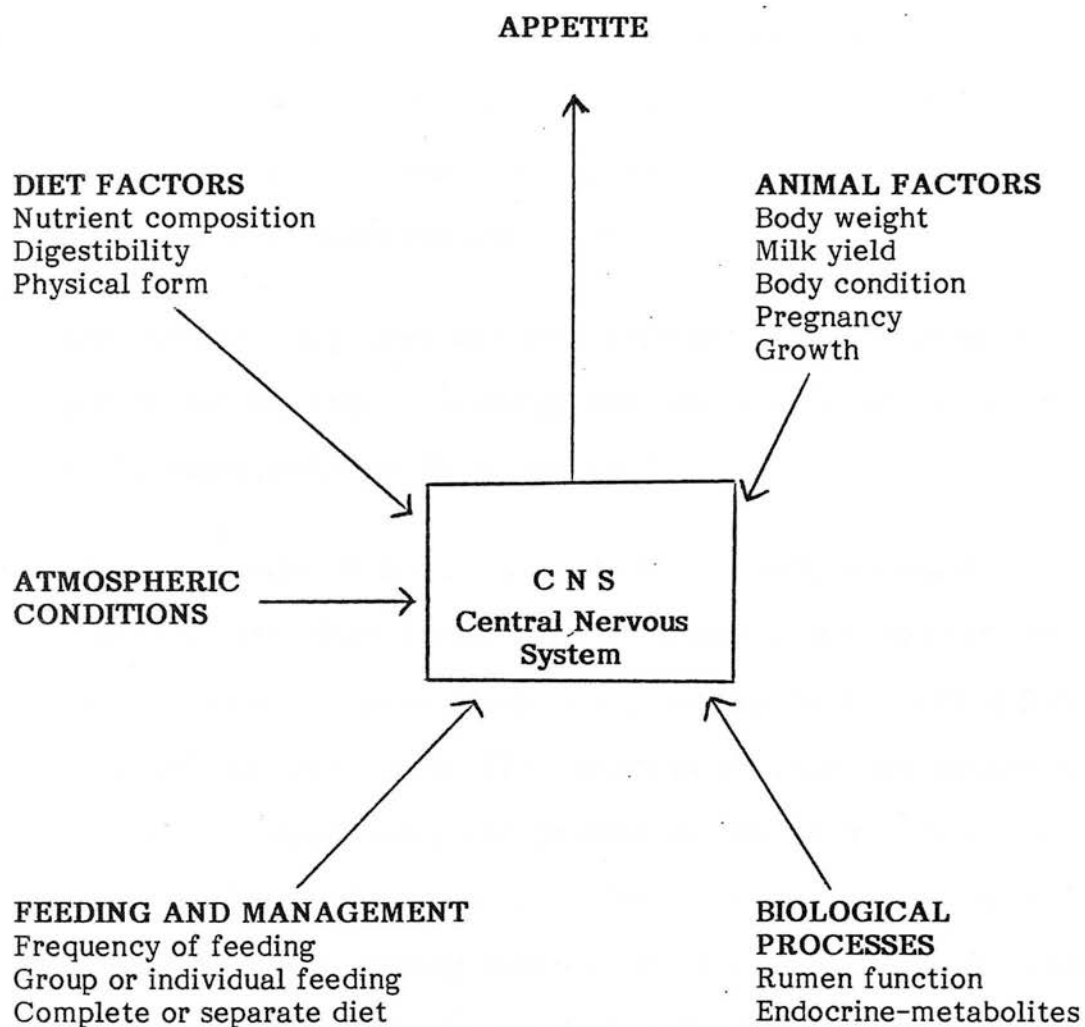 APPETITE
DIET FACTORS
Nutrient composition
Digestibility
Physical form
ANIMAL FACTORS
Body weight
Milk yield
Body condition
Pregnancy
Growth
ATMOSPHERIC
CONDITIONS
C N S
Central Nervous
System
FEEDING AND MANAGEMENT
Frequency of feeding
Group or individual feeding
Complete or separate diet
BIOLOGICAL
PROCESSES
Rumen function
Endocrine-metabolites